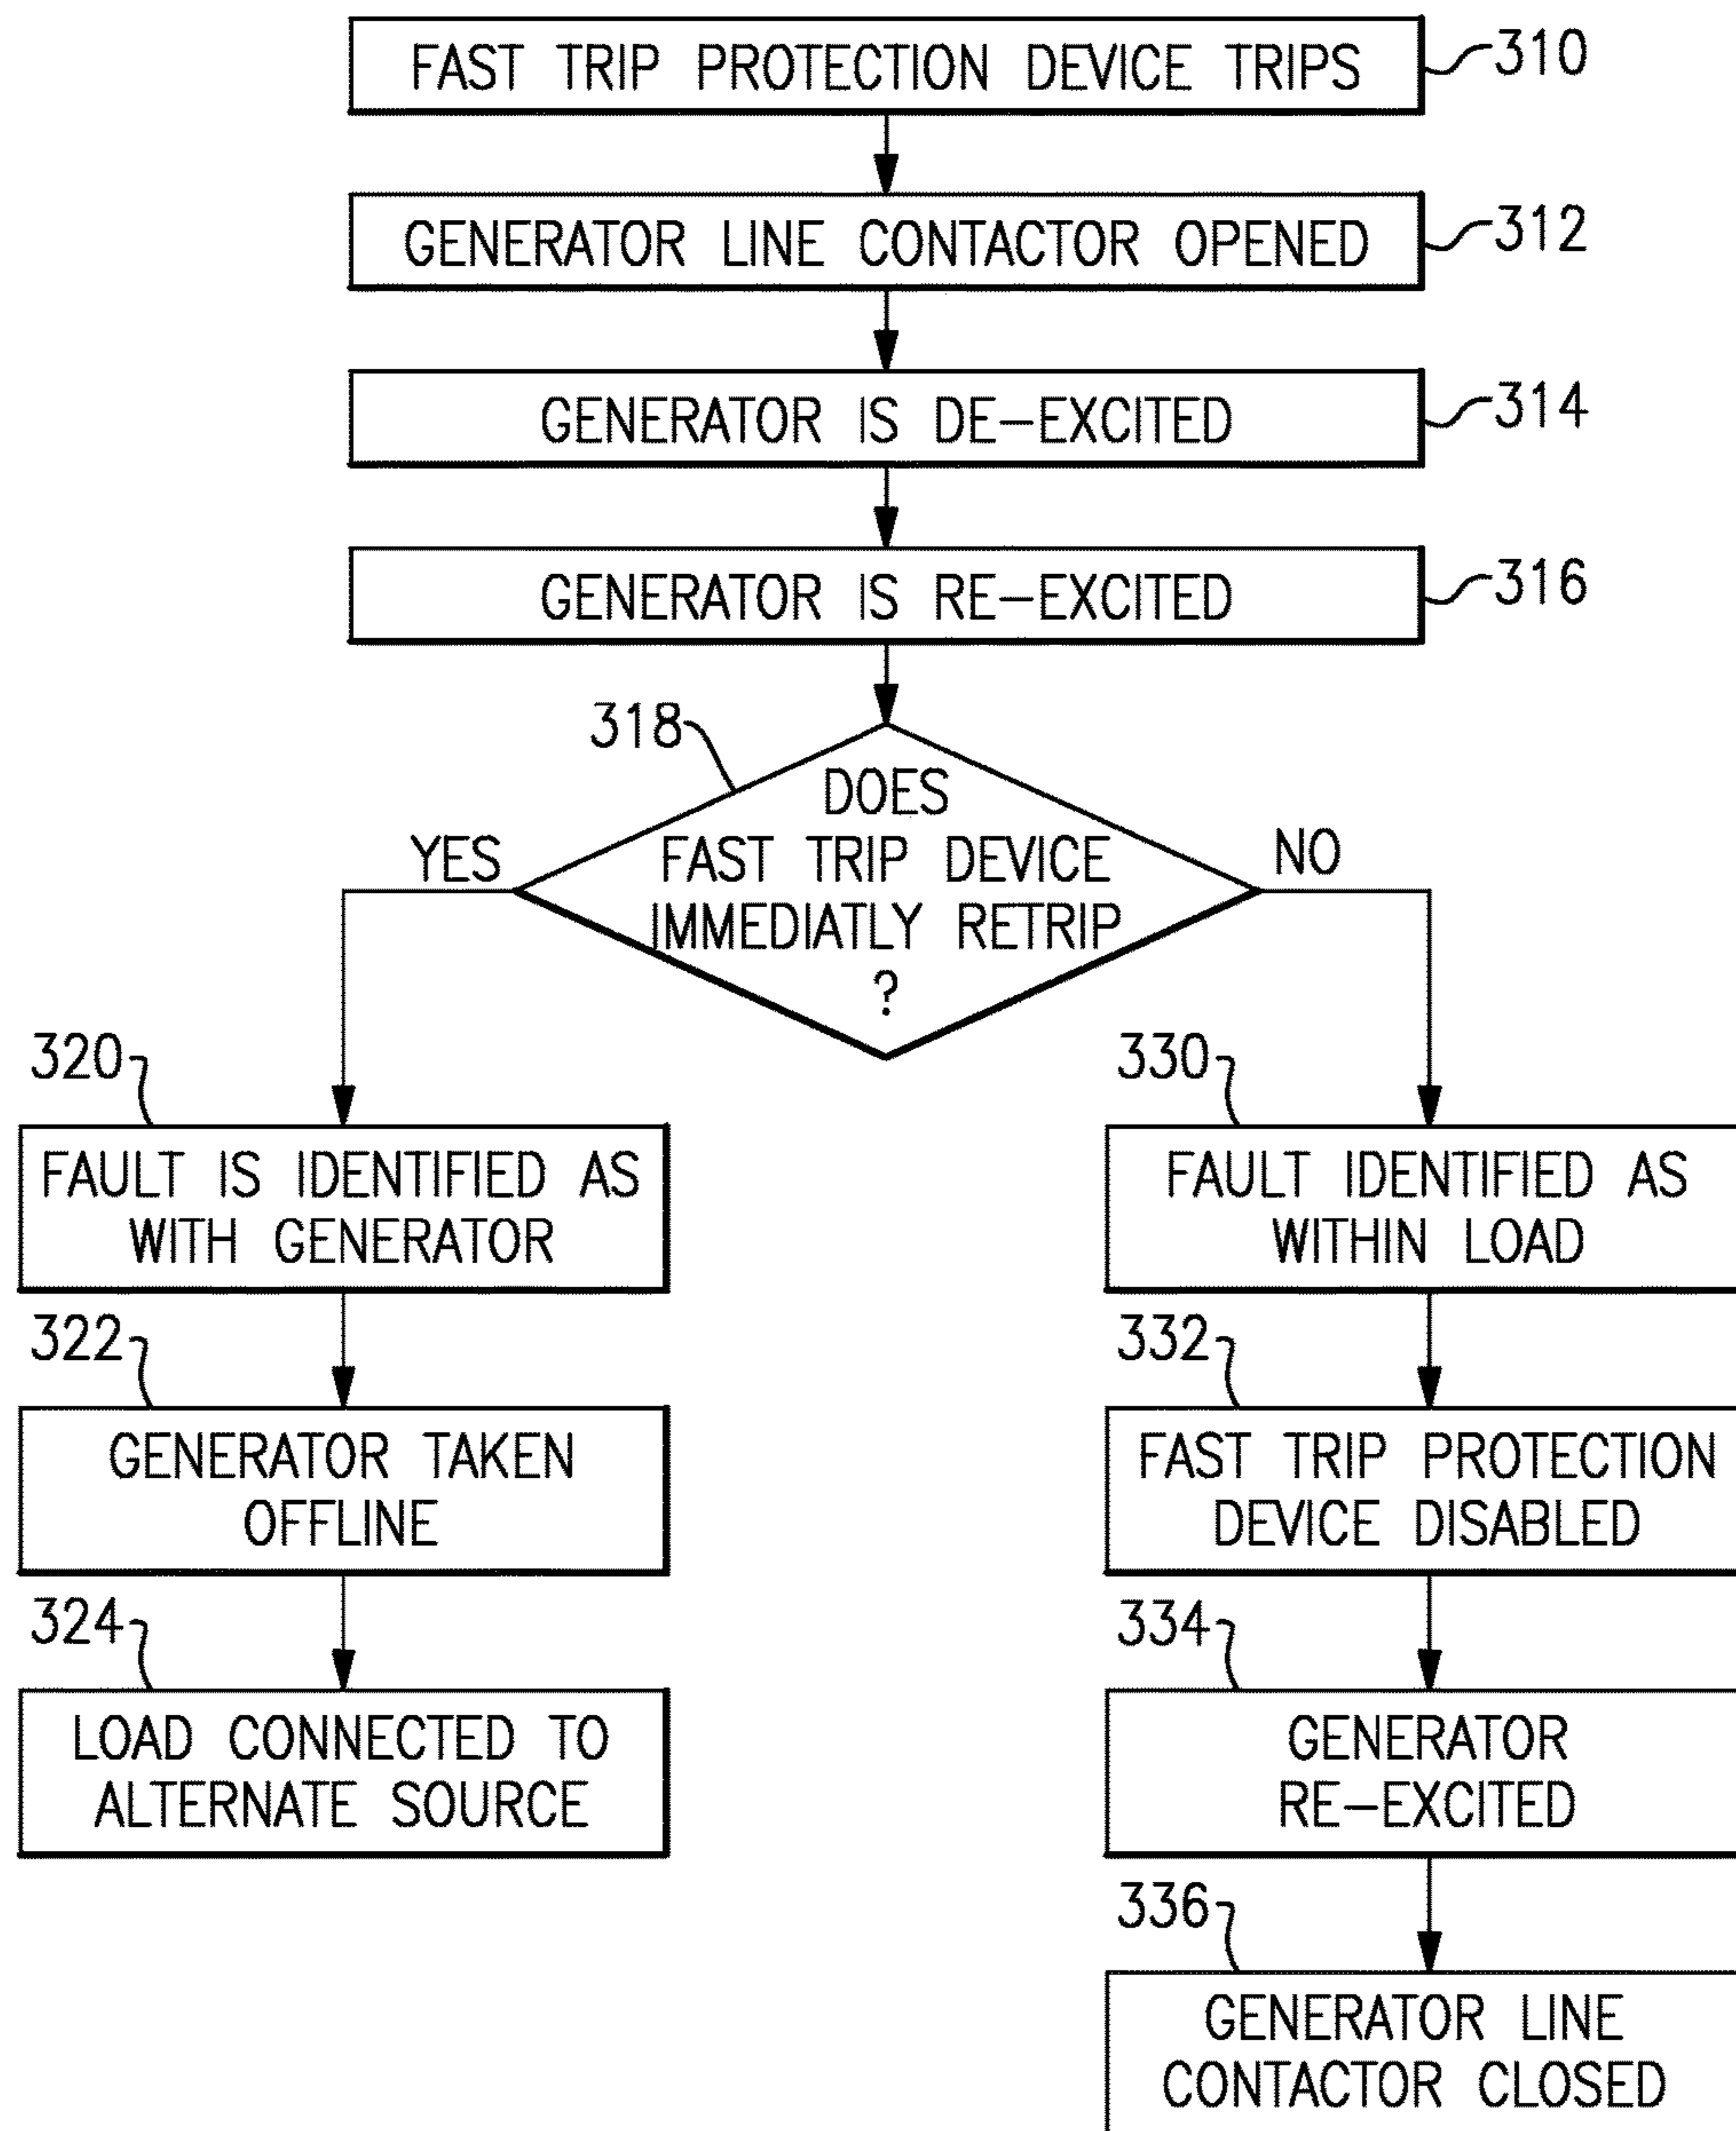 FAST TRIP PROTECTION DEVICE TRIPS
310
GENERATOR LINE CONTACTOR OPENED
312
GENERATOR IS DE-EXCITED
314
GENERATOR IS RE-EXCITED
316
318
DOES
FAST TRIP DEVICE
IMMEDIATLY RETRIP
?
YES
NO
320
FAULT IS IDENTIFIED AS
WITH GENERATOR
322
GENERATOR TAKEN
OFFLINE
324
LOAD CONNECTED TO
ALTERNATE SOURCE
330
FAULT IDENTIFIED AS
WITHIN LOAD
332
FAST TRIP PROTECTION
DEVICE DISABLED
334
GENERATOR
RE-EXCITED
336
GENERATOR LINE
CONTACTOR CLOSED